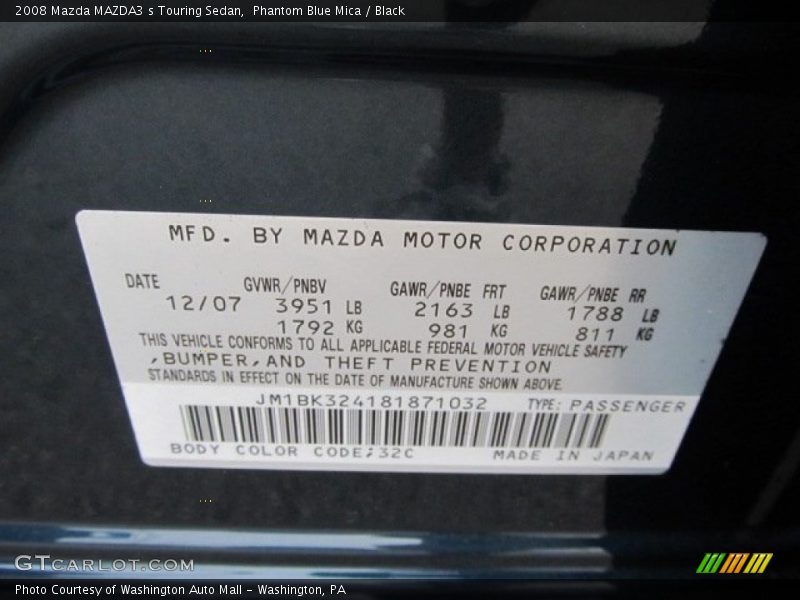 2008 Mazda MAZDA3 s Touring Sedan,  Phantom Blue Mica / Black
MFD. BY MAZDA MOTOR CORPORATION
DATE GVWR/PNBV GAWR/PNBE FRT GAWR/PNBE RR
12/07 3951 LB 2163 LB 1788 LB
1792 KG 981 KG 811 KG
THIS VEHICLE CONFORMS TO ALL APPLICABLE FEDERAL MOTOR VEHICLE SAFETY
,BUMPER,AND THEFT PREVENTION
STANDARDS IN EFFECT ON THE DATE OF MANUFACTURE SHOWN ABOVE.
JM1BK324181871032 TYPE: PASSENGER
BODY COLOR CODE:32C MADE IN JAPAN
GTCARLOT.COM
Photo Courtesy of Washington Auto Mall - Washington, PA